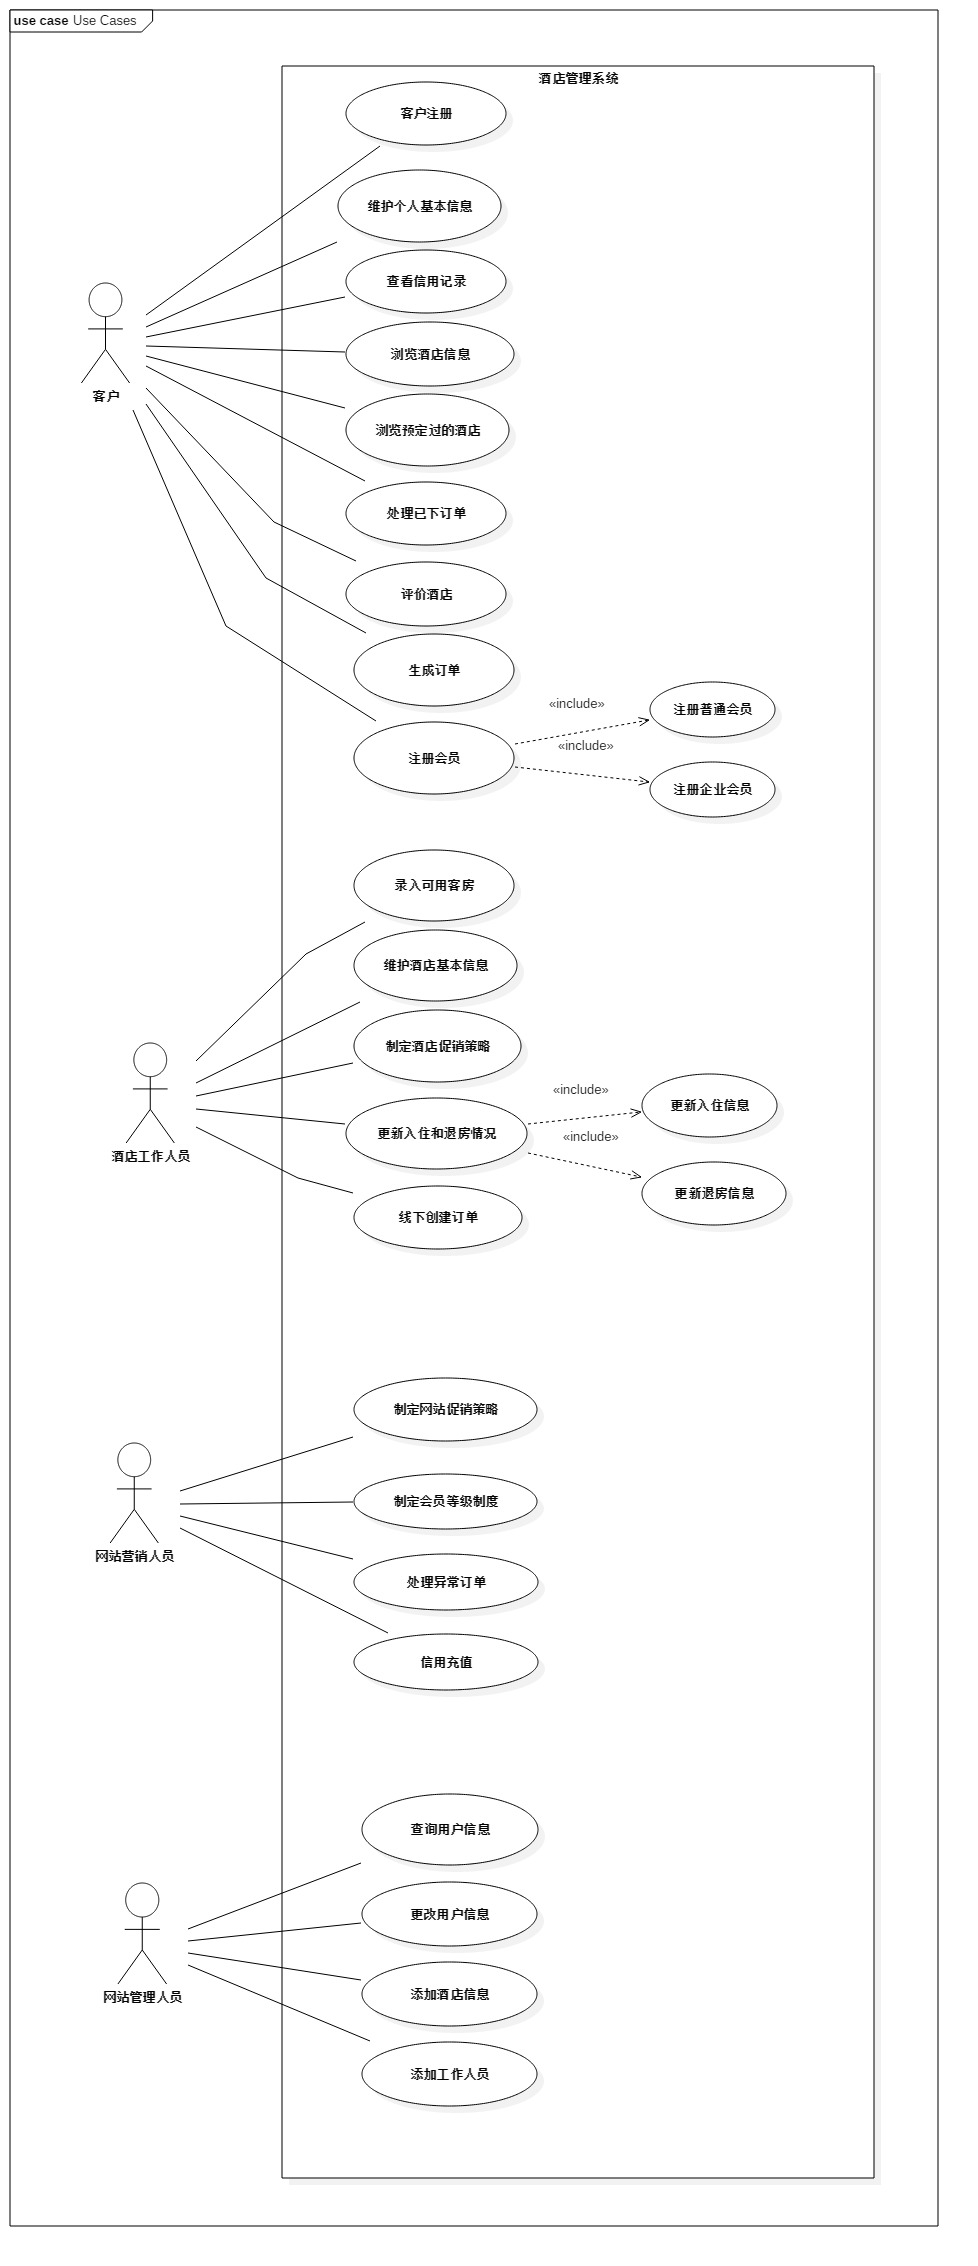 use case Use Cases
酒店管理系统
客户注册
维护个人基本信息
查看信用记录
浏览酒店信息
客户
浏览预定过的酒店
处理已下订单
评价酒店
生成订单
«include»
注册普通会员
«include»
注册会员
注册企业会员
录入可用客房
维护酒店基本信息
制定酒店促销策略
«include»
更新入住信息
更新入住和退房情况
«include»
酒店工作人员
更新退房信息
线下创建订单
制定网站促销策略
制定会员等级制度
网站营销人员
处理异常订单
信用充值
查询用户信息
更改用户信息
添加酒店信息
网站管理人员
添加工作人员